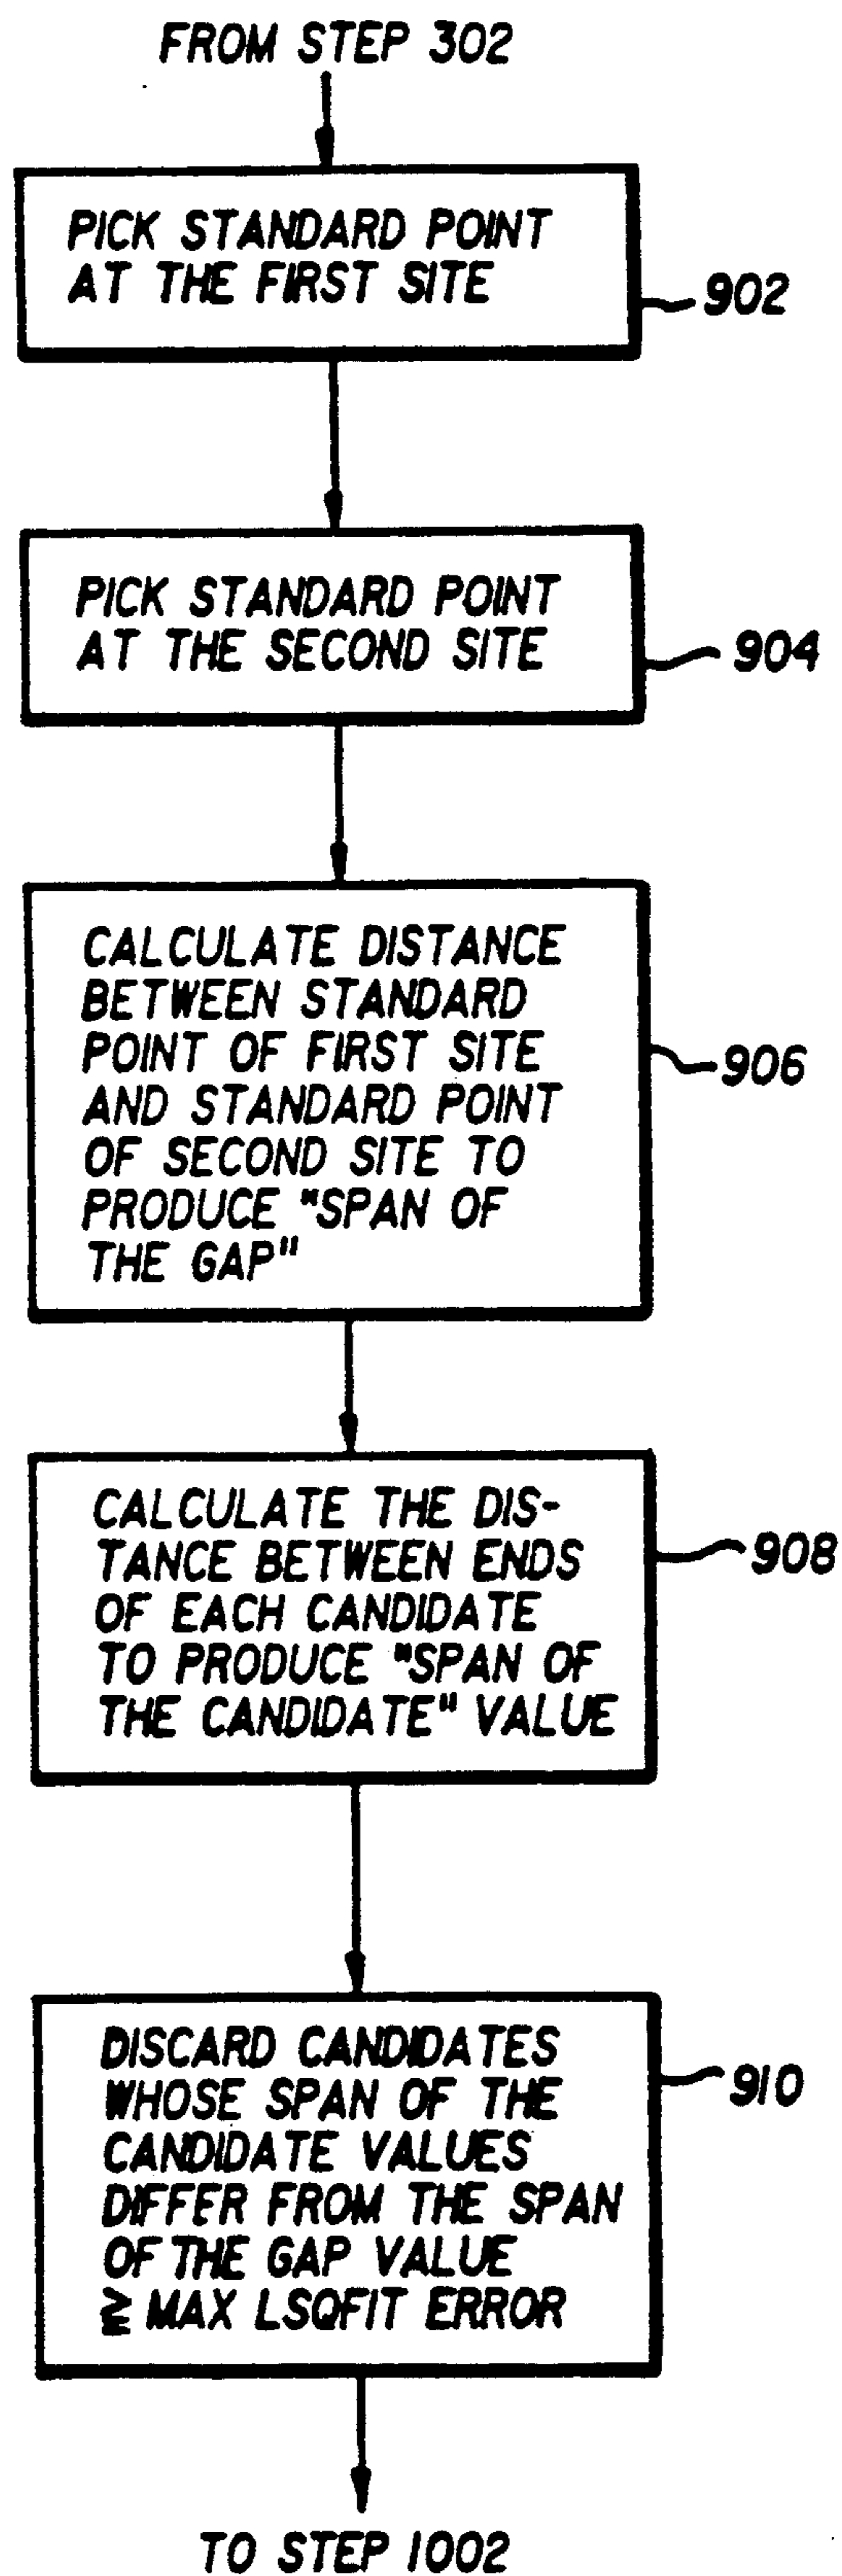 FROM STEP 302
PICK STANDARD POINT
AT THE FIRST SITE
902
PICK STANDARD POINT
AT THE SECOND SITE
904
CALCULATE DISTANCE
BETWEEN STANDARD
POINT OF FIRST SITE
AND STANDARD POINT
OF SECOND SITE TO
PRODUCE "SPAN OF
THE GAP"
906
CALCULATE THE DIS-
TANCE BETWEEN ENDS
OF EACH CANDIDATE
TO PRODUCE "SPAN OF
THE CANDIDATE" VALUE
908
DISCARD CANDIDATES
WHOSE SPAN OF THE
CANDIDATE VALUES
DIFFER FROM THE SPAN
OF THE GAP VALUE
≧ MAX LSQFIT ERROR
910
TO STEP 1002